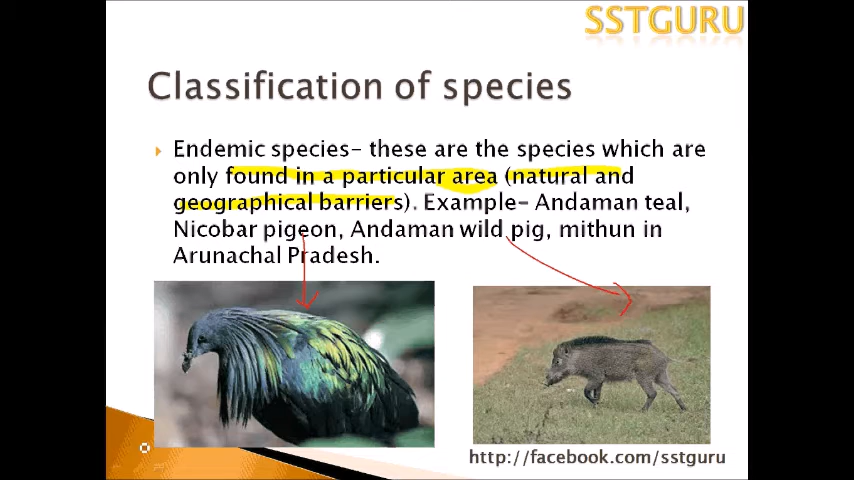 SSTGURU
Classification of species
Endemic species- these are the species which are
only found in a particular area (natural and
geographical barriers). Example- Andaman teal,
Nicobar pigeon, Andaman wild pig, mithun in
Arunachal Pradesh.
http://facebook.com/sstguru